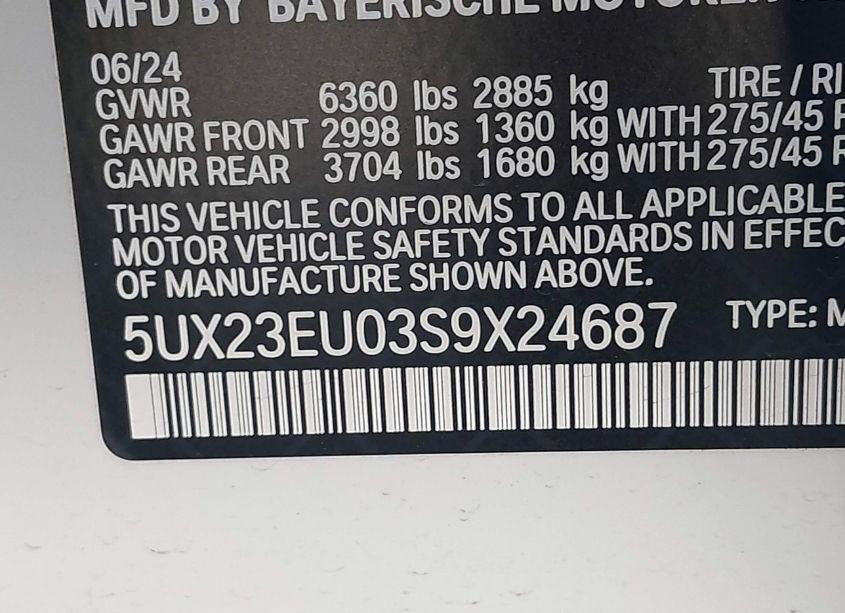 MFD BY BAYERISCHE MOTOREN
06/24
GVWR 6360 lbs 2885 kg TIRE / RI
GAWR FRONT 2998 lbs 1360 kg WITH 275/45 R
GAWR REAR 3704 lbs 1680 kg WITH 275/45 R
THIS VEHICLE CONFORMS TO ALL APPLICABLE
MOTOR VEHICLE SAFETY STANDARDS IN EFFEC
OF MANUFACTURE SHOWN ABOVE.
5UX23EU03S9X24687 TYPE: M